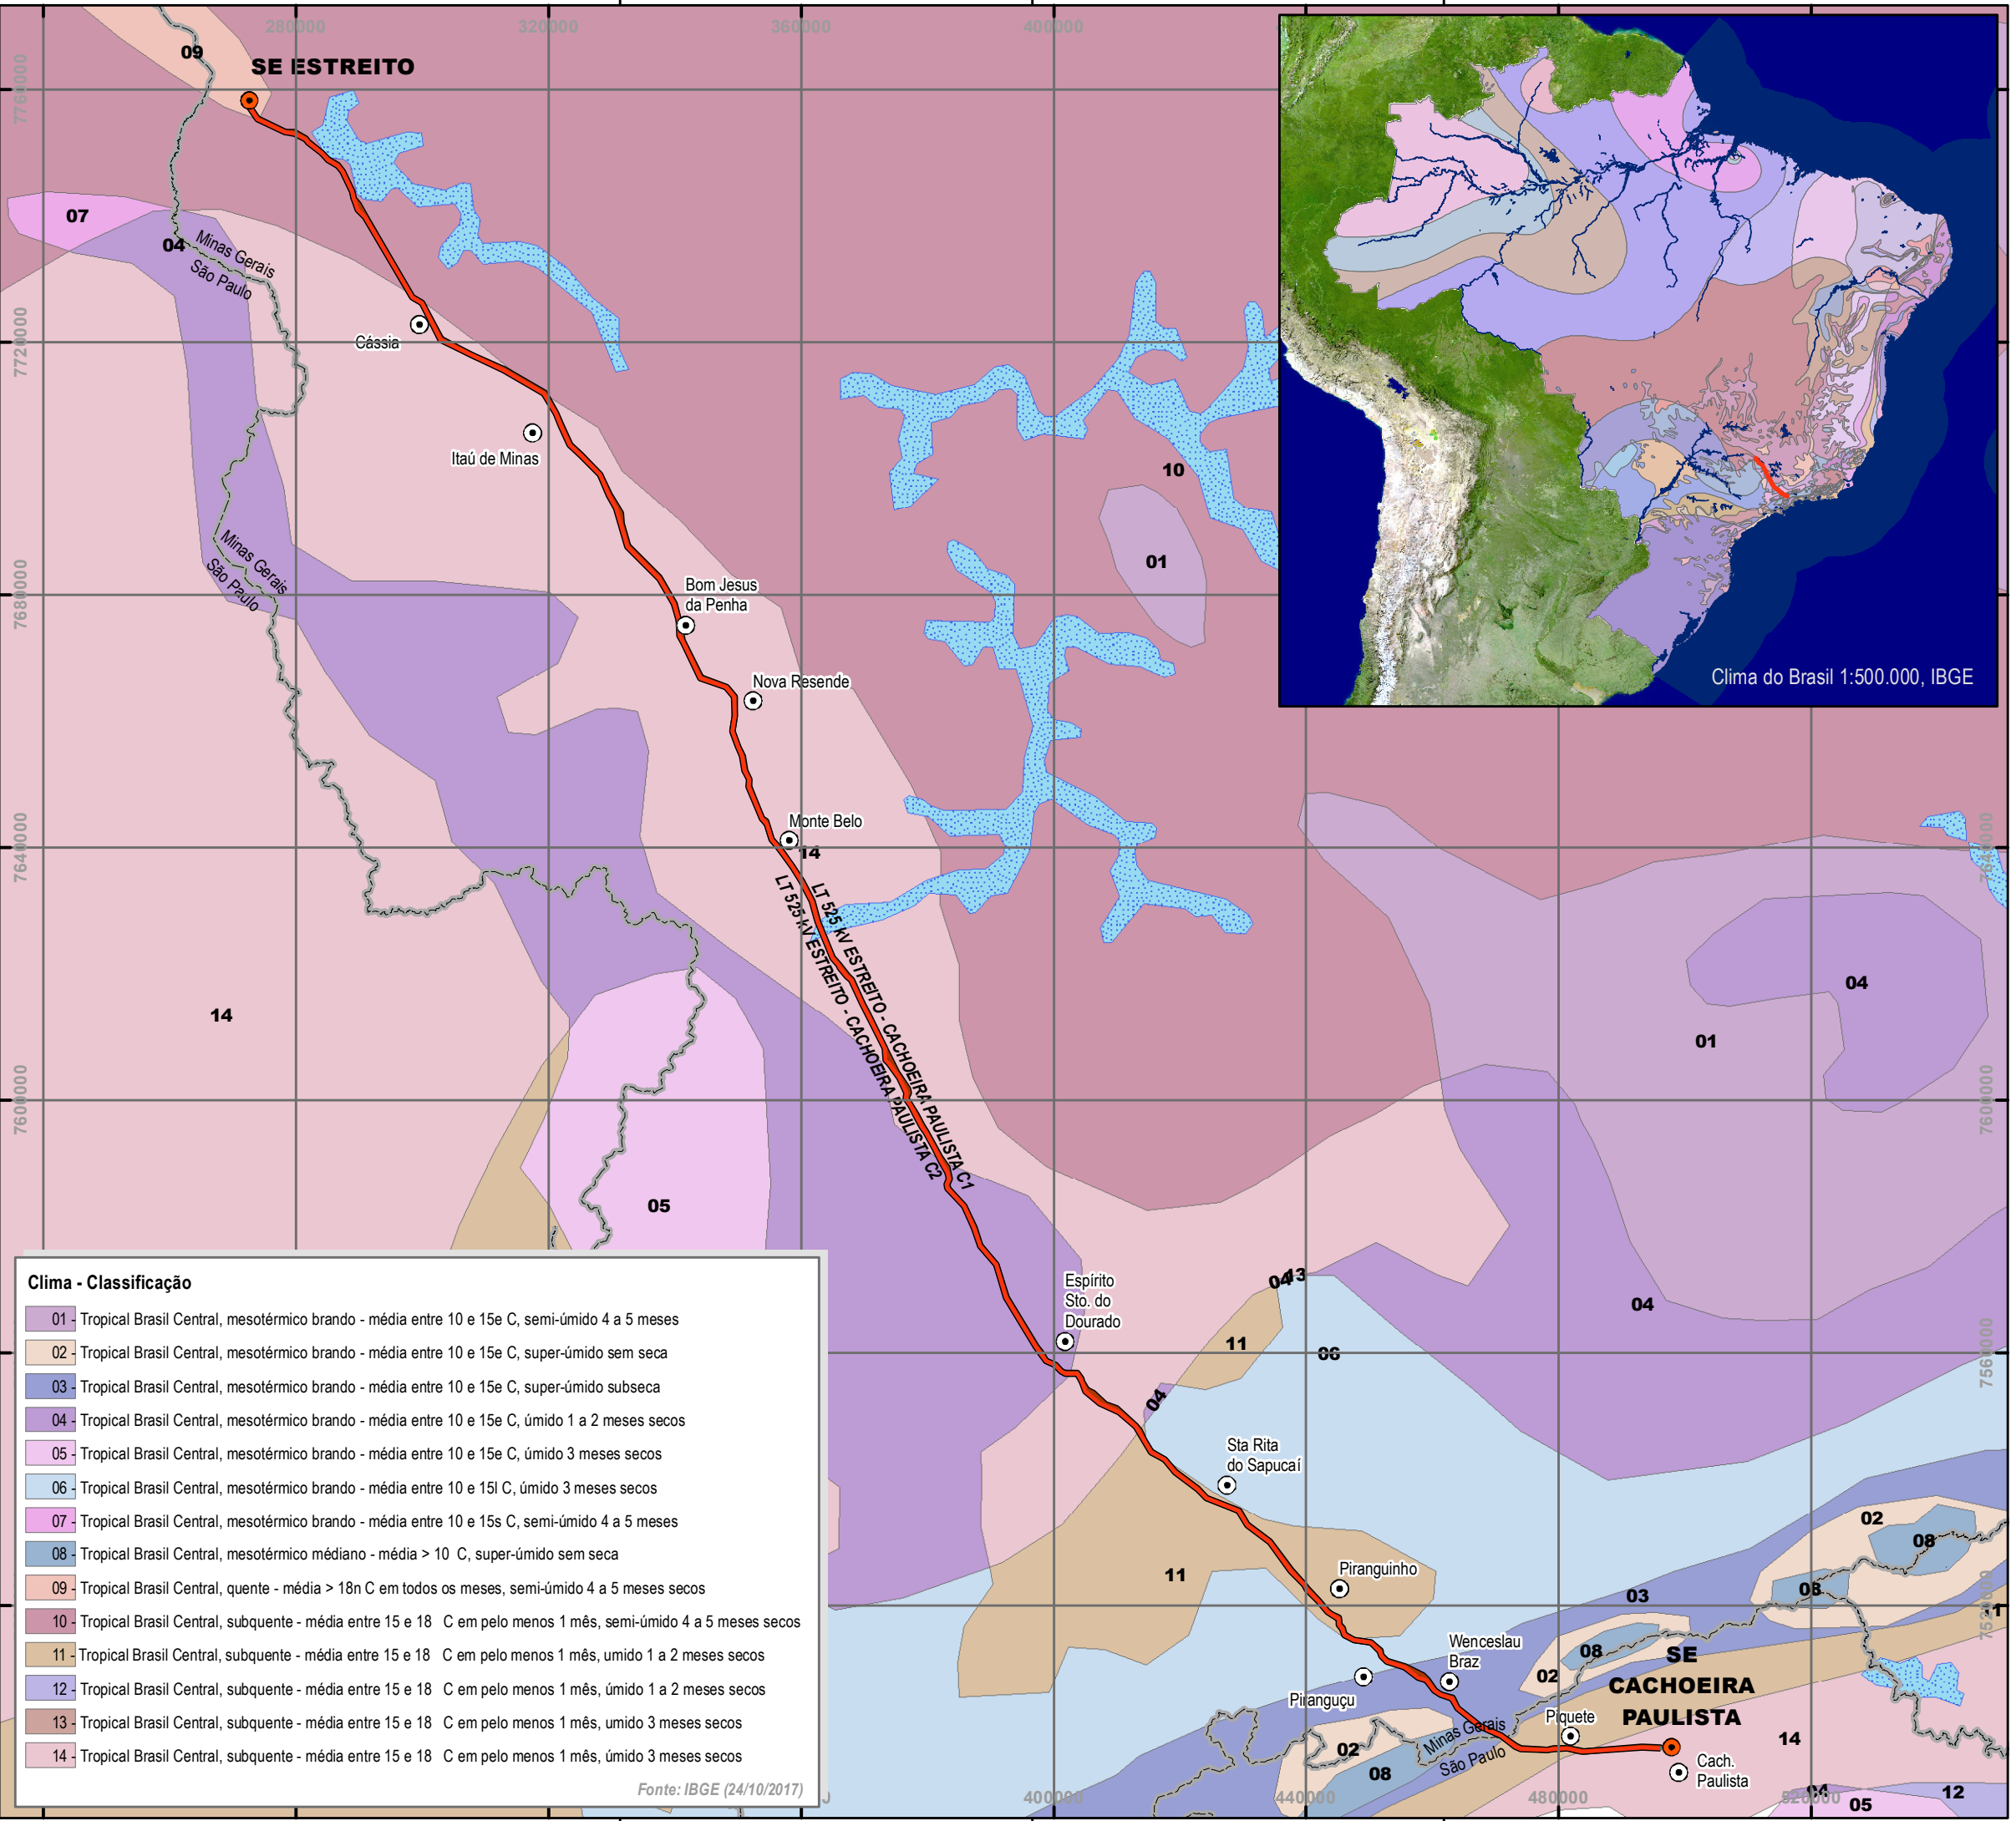 280000
320000
360000
400000
09
SE ESTREITO
7760000
07
04
Minas Gerais
São Paulo
7720000
Cássia
Itaú de Minas
10
01
Minas Gerais
São Paulo
7680000
Bom Jesus
da Penha
Nova Resende
Clima do Brasil 1:500.000, IBGE
Monte Belo
14
7640000
7640000
LT 525 kV ESTREITO - CACHOEIRA PAULISTA C1
LT 525 kV ESTREITO - CACHOEIRA PAULISTA C2
04
14
01
7600000
7600000
05
Espírito
Sto. do
Dourado
04
13
04
11
06
7560000
04
Sta Rita
do Sapucaí
02
08
11
Piranguinho
08
03
7520000
Wenceslau
Braz
08
02
SE
CACHOEIRA
PAULISTA
Piranguçu
Piquete
Minas Gerais
São Paulo
02
08
14
Cach.
Paulista
04
12
05
400000
440000
480000
520000
Clima - Classificação
01 - Tropical Brasil Central, mesotérmico brando - média entre 10 e 15e C, semi-úmido 4 a 5 meses
02 - Tropical Brasil Central, mesotérmico brando - média entre 10 e 15e C, super-úmido sem seca
03 - Tropical Brasil Central, mesotérmico brando - média entre 10 e 15e C, super-úmido subseca
04 - Tropical Brasil Central, mesotérmico brando - média entre 10 e 15e C, úmido 1 a 2 meses secos
05 - Tropical Brasil Central, mesotérmico brando - média entre 10 e 15e C, úmido 3 meses secos
06 - Tropical Brasil Central, mesotérmico brando - média entre 10 e 15l C, úmido 3 meses secos
07 - Tropical Brasil Central, mesotérmico brando - média entre 10 e 15s C, semi-úmido 4 a 5 meses
08 - Tropical Brasil Central, mesotérmico médiano - média > 10 C, super-úmido sem seca
09 - Tropical Brasil Central, quente - média > 18n C em todos os meses, semi-úmido 4 a 5 meses secos
10 - Tropical Brasil Central, subquente - média entre 15 e 18 C em pelo menos 1 mês, semi-úmido 4 a 5 meses secos
11 - Tropical Brasil Central, subquente - média entre 15 e 18 C em pelo menos 1 mês, umido 1 a 2 meses secos
12 - Tropical Brasil Central, subquente - média entre 15 e 18 C em pelo menos 1 mês, úmido 1 a 2 meses secos
13 - Tropical Brasil Central, subquente - média entre 15 e 18 C em pelo menos 1 mês, umido 3 meses secos
14 - Tropical Brasil Central, subquente - média entre 15 e 18 C em pelo menos 1 mês, úmido 3 meses secos
Fonte: IBGE (24/10/2017)